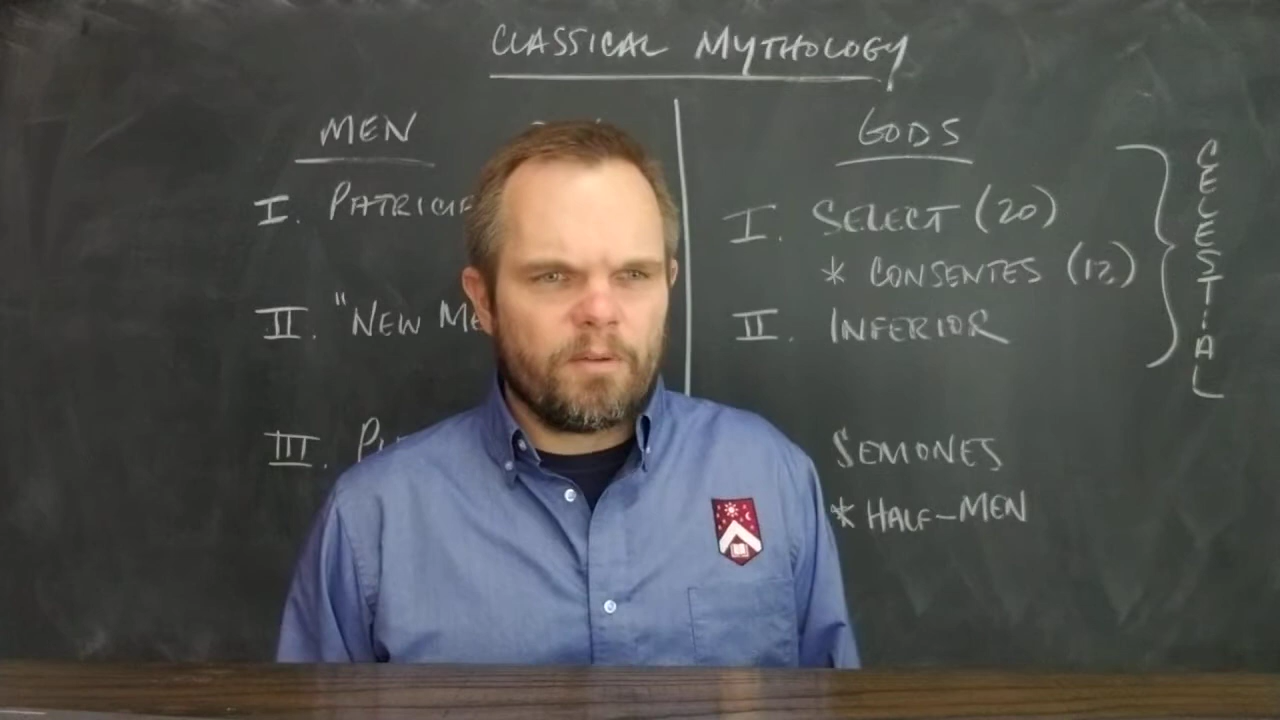 CLASSICAL MYTHOLOGY
MEN
I. PATRICI
II. "NEW ME
III. P
GODS
I. SELECT (20)
* CONSENTES (12)
II. INFERIOR
SEMONES
* HALF-MEN
CELESTIAL